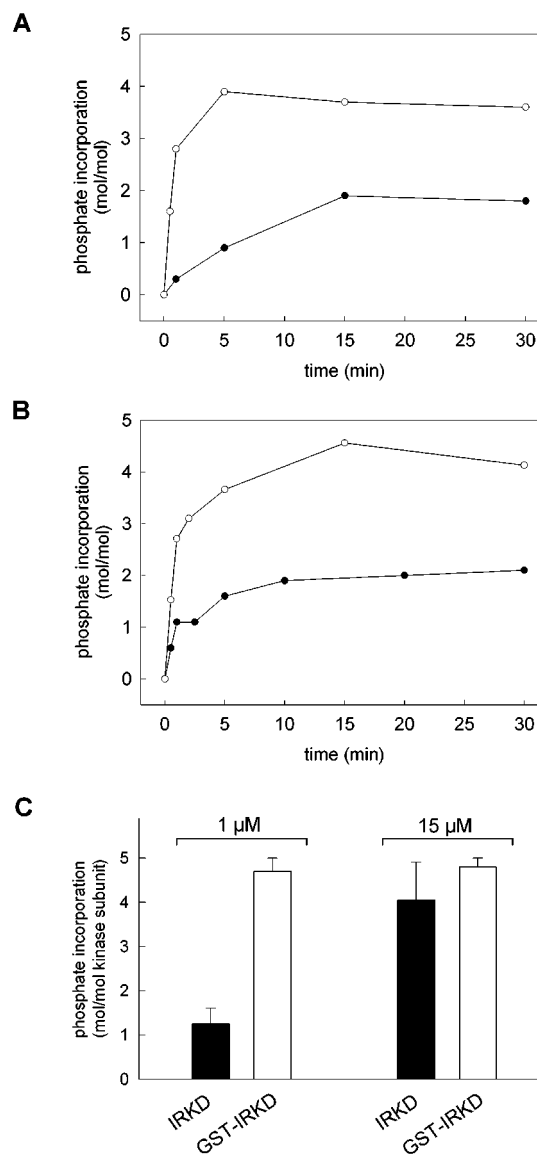 A
phosphate incorporation
(mol/mol)
5
4
3
2
1
0
0 5 10 15 20 25 30
time (min)
B
phosphate incorporation
(mol/mol)
5
4
3
2
1
0
0 5 10 15 20 25 30
time (min)
C
1 µM 15 µM
phosphate incorporation
(mol/mol kinase subunit)
5
4
3
2
1
0
IRKD GST-IRKD IRKD GST-IRKD